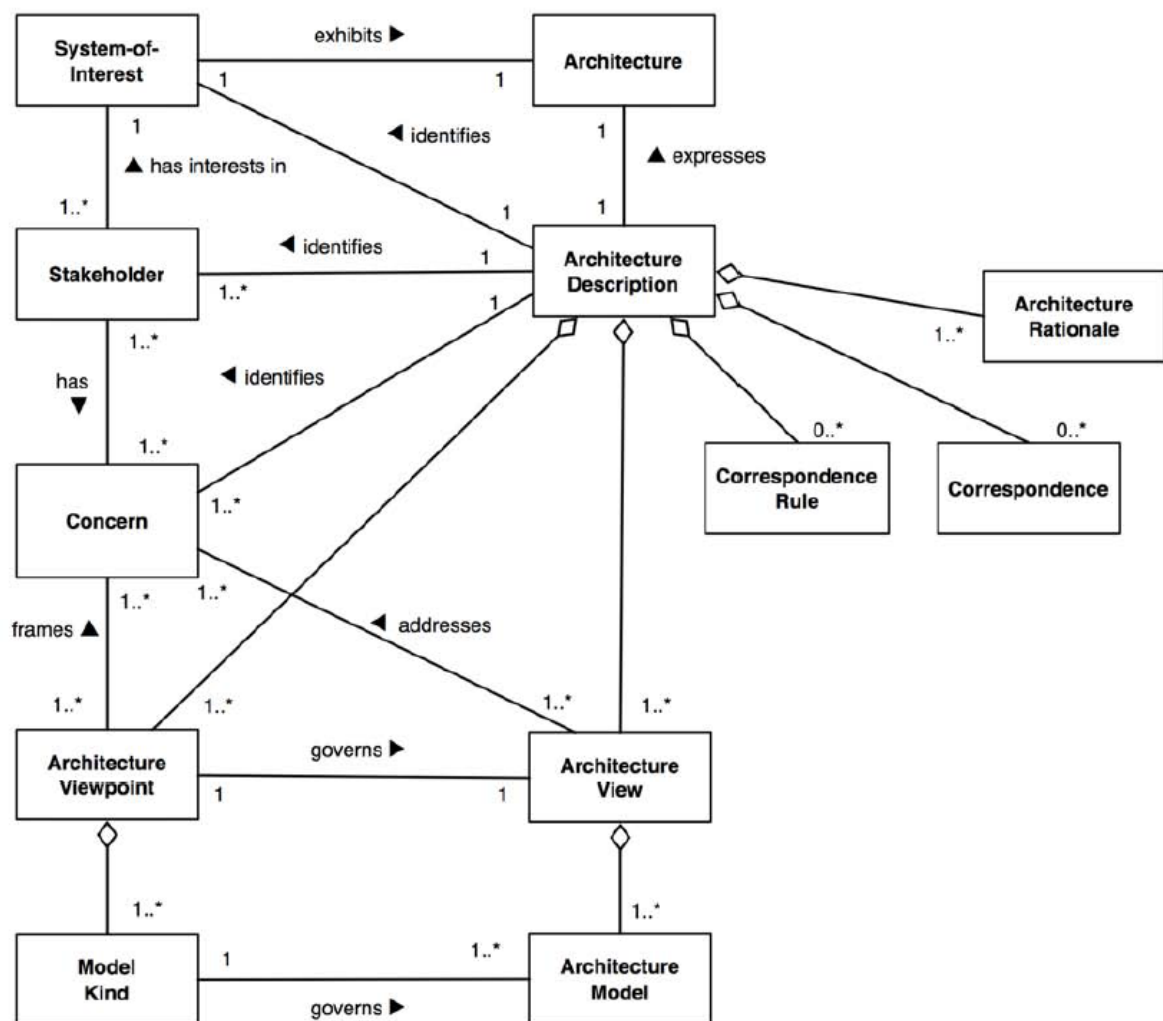 exhibits ▶
System-of-
Interest
Architecture
1
1
1
1
◀ identifies
▲ has interests in
▲ expresses
1..*
1
1
Stakeholder
◀ identifies
1
1..*
Architecture
Description
Architecture
Rationale
1..*
1..*
1
has
▼
◀ identifies
1..*
0..*
0..*
1..*
Concern
Correspondence
Rule
Correspondence
1..*
1..*
frames ▲
◀ addresses
1..*
1..*
1..*
1..*
Architecture
Viewpoint
governs ▶
1
1
Architecture
View
1..*
1..*
Model
Kind
1
1..*
governs ▶
Architecture
Model